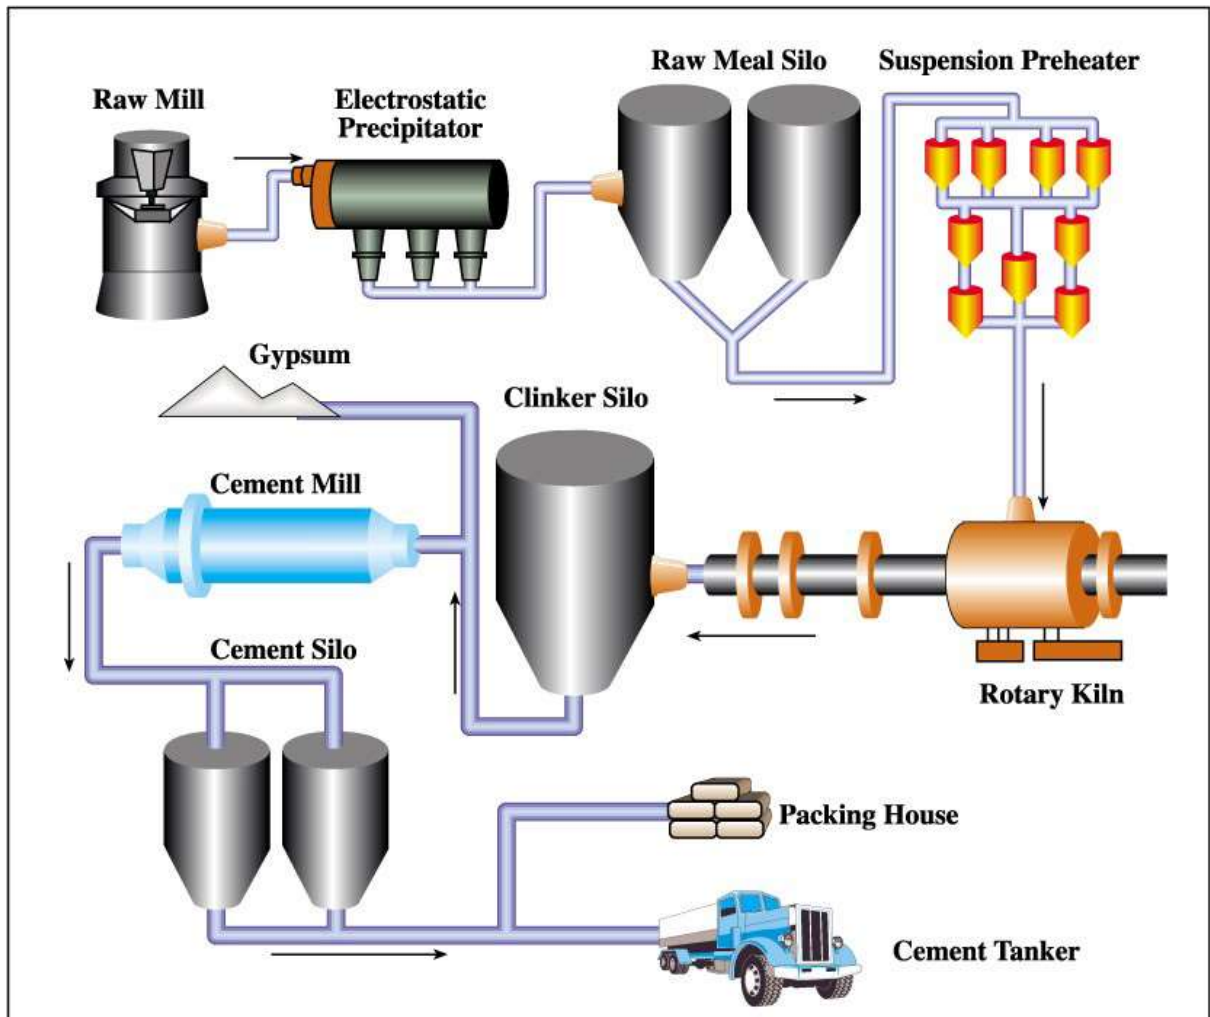 Raw Meal Silo
Suspension Preheater
Raw Mill
Electrostatic
Precipitator
Gypsum
Clinker Silo
Cement Mill
Cement Silo
Rotary Kiln
Packing House
Cement Tanker